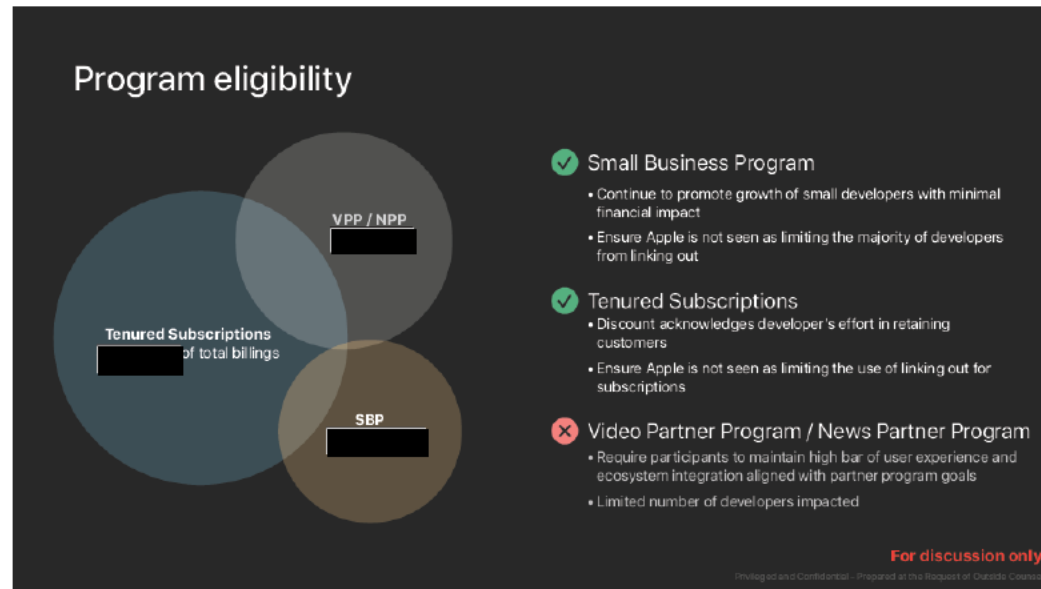 Program eligibility
VPP / NPP
Tenured Subscriptions
of total billings
SBP
Small Business Program
• Continue to promote growth of small developers with minimal
financial impact
• Ensure Apple is not seen as limiting the majority of developers
from linking out
Tenured Subscriptions
• Discount acknowledges developer's effort in retaining
customers
• Ensure Apple is not seen as limiting the use of linking out for
subscriptions
Video Partner Program / News Partner Program
• Require participants to maintain high bar of user experience and
ecosystem integration aligned with partner program goals
• Limited number of developers impacted
For discussion only
Privileged and Confidential - Prepared at the Request of Outside